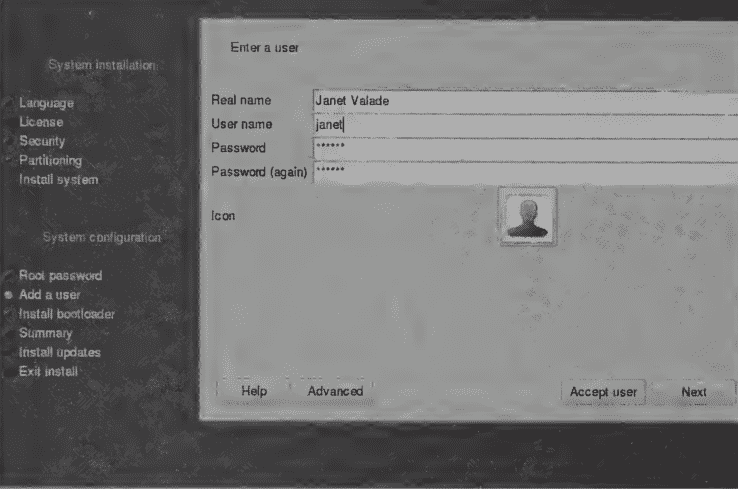 System installation
Language
License
Security
Partitioning
Install system
System configuration
Root password
Add a user
Install bootloader
Summary
Install updates
Exit install
Enter a user
Real name Janet Valade
User name janet
Password ******
Password (again) ******
Icon
Help Advanced Accept user Next